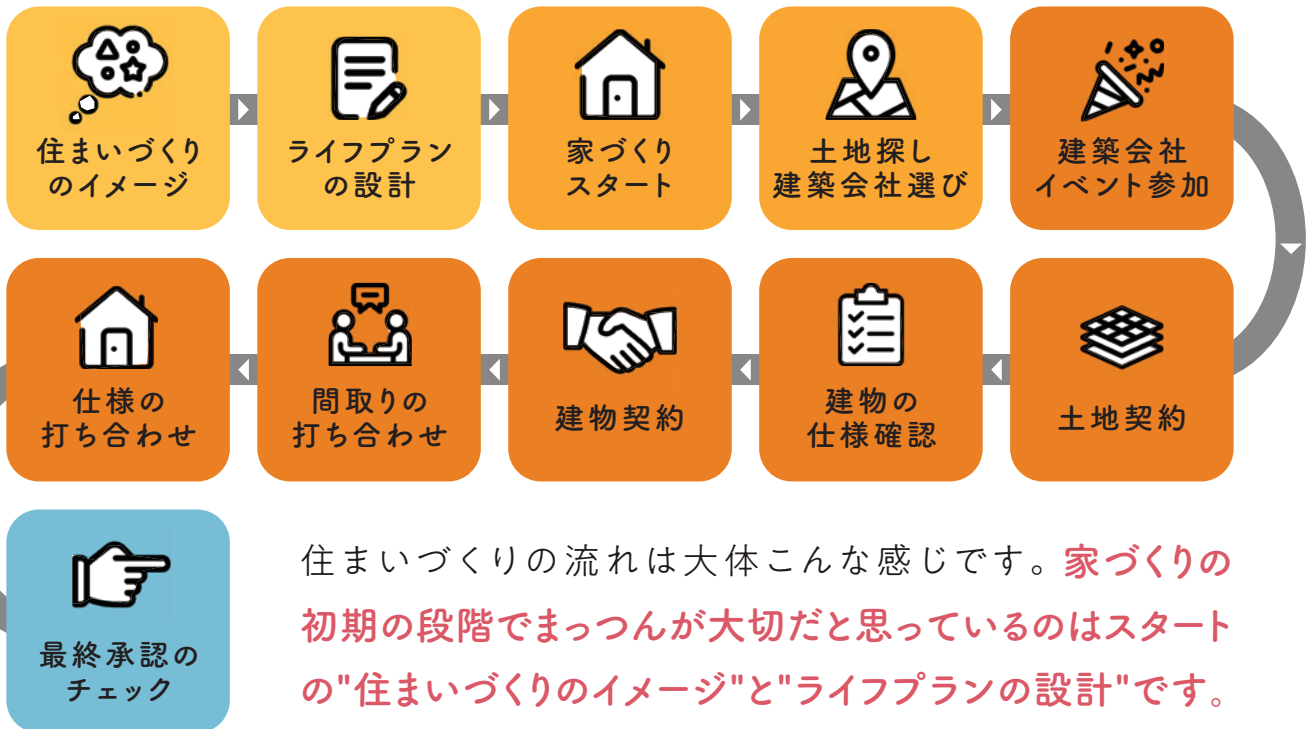 住まいづくり
のイメージ
ライフプラン
の設計
家づくり
スタート
土地探し
建築会社選び
建築会社
イベント参加
土地契約
建物の
仕様確認
建物契約
間取りの
打ち合わせ
仕様の
打ち合わせ
最終承認の
チェック
住まいづくりの流れは大体こんな感じです。家づくりの
初期の段階でまっつんが大切だと思っているのはスタート
の"住まいづくりのイメージ"と"ライフプランの設計"です。